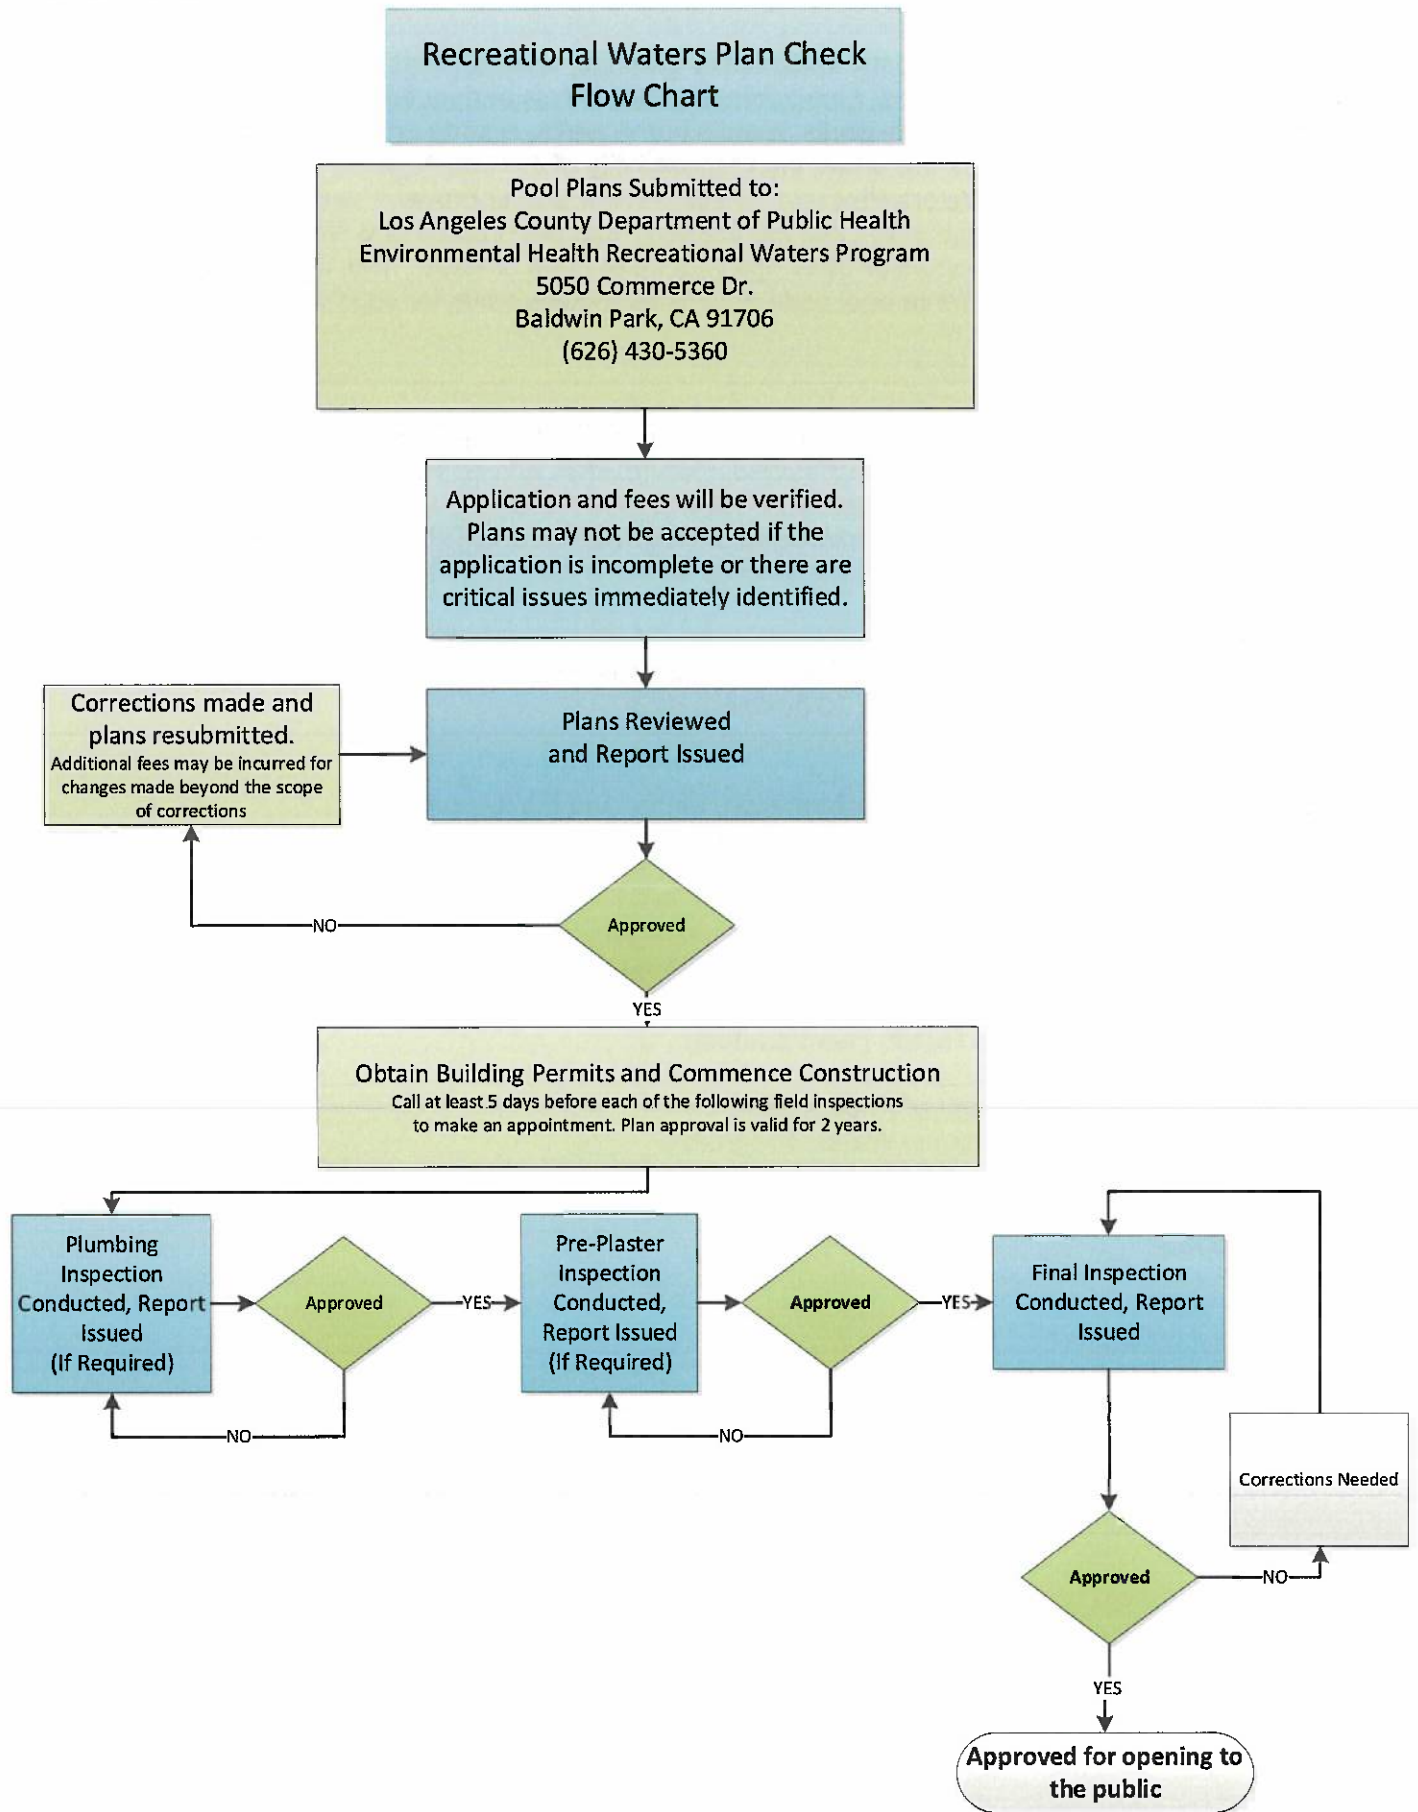 Recreational Waters Plan Check
Flow Chart
Pool Plans Submitted to:
Los Angeles County Department of Public Health
Environmental Health Recreational Waters Program
5050 Commerce Dr.
Baldwin Park, CA 91706
(626) 430-5360
Application and fees will be verified.
Plans may not be accepted if the
application is incomplete or there are
critical issues immediately identified.
Corrections made and
plans resubmitted.
Additional fees may be incurred for
changes made beyond the scope
of corrections
Plans Reviewed
and Report Issued
Approved
NO
YES
Obtain Building Permits and Commence Construction
Call at least 5 days before each of the following field inspections
to make an appointment. Plan approval is valid for 2 years.
Plumbing
Inspection
Conducted, Report
Issued
(If Required)
Approved
YES
NO
Pre-Plaster
Inspection
Conducted,
Report Issued
(If Required)
Approved
YES
NO
Final Inspection
Conducted, Report
Issued
Corrections Needed
Approved
NO
YES
Approved for opening to
the public